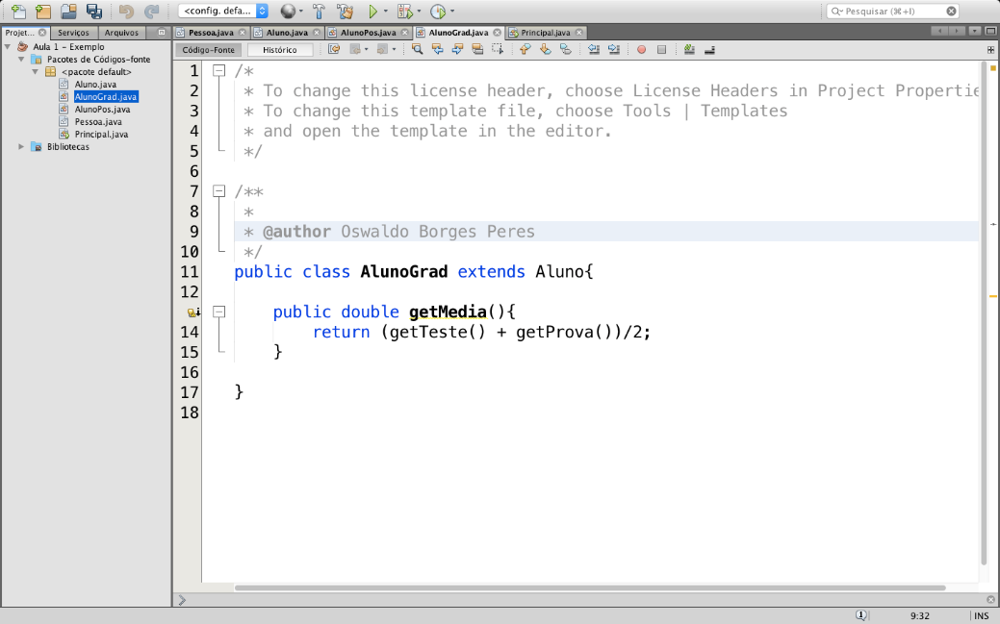 <config. defa...
Pesquisar (⌘+I)
Projet...
Serviços
Arquivos
Pessoa.java
Aluno.java
AlunoPos.java
AlunoGrad.java
Principal.java
Código-Fonte
Histórico
Aula 1 - Exemplo
Pacotes de Códigos-fonte
<pacote default>
Aluno.java
AlunoGrad.java
AlunoPos.java
Pessoa.java
Principal.java
Bibliotecas
1 /*
2 * To change this license header, choose License Headers in Project Propertie
3 * To change this template file, choose Tools | Templates
4 * and open the template in the editor.
5 */
6
7 /**
8 *
9 * @author Oswaldo Borges Peres
10 */
11 public class AlunoGrad extends Aluno{
12
public double getMedia(){
14 return (getTeste() + getProva())/2;
15 }
16
17 }
18
9:32
INS